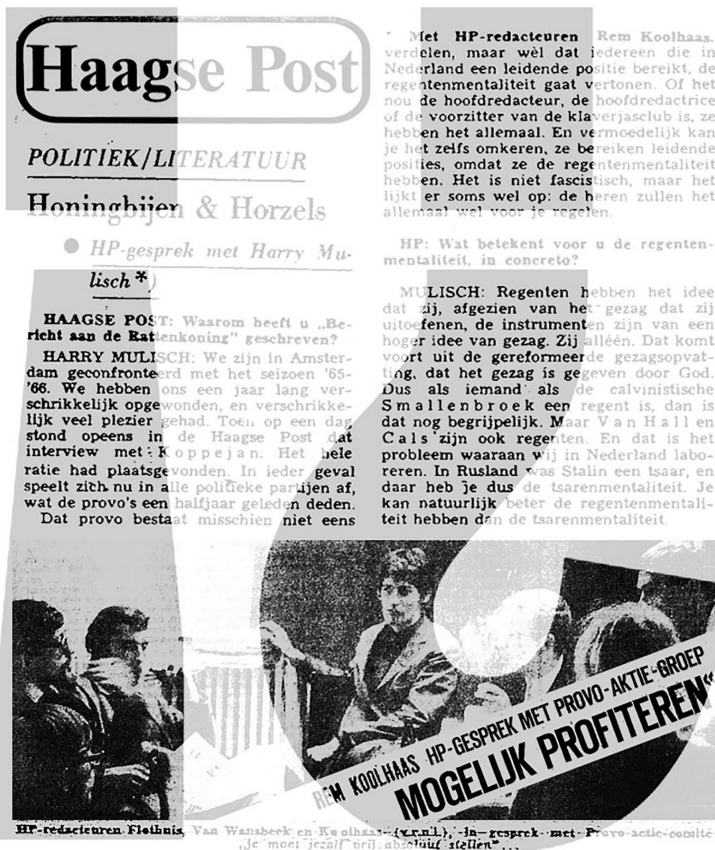 Haagse Post
POLITIEK/LITERATUUR
Honingbijen & Horzels
● HP-gesprek met Harry Mu-
lisch *)
HAAGSE POST: Waarom heeft u „Be-
richt aan de Rattenkoning" geschreven?
HARRY MULISCH: We zijn in Amster-
dam geconfronteerd met het seizoen '65-
'66. We hebben ons een jaar lang ver-
schrikkelijk opgewonden, en verschrikke-
lijk veel plezier gehad. Toen op een dag
stond opeens in de Haagse Post dat
interview met Koppejan. Het hele
ratie had plaatsgevonden. In ieder geval
speelt zich nu in alle politieke partijen af,
wat de provo's een halfjaar geleden deden.
Dat provo bestaat misschien niet eens
* Met HP-redacteuren Rem Koolhaas.
verdelen, maar wèl dat iedereen die in
Nederland een leidende positie bereikt, de
regentenmentaliteit gaat vertonen. Of het
nou de hoofdredacteur, de hoofdredactrice
of de voorzitter van de klaverjasclub is, ze
hebben het allemaal. En vermoedelijk kan
je het zelfs omkeren, ze bereiken leidende
posities, omdat ze de regentenmentaliteit
hebben. Het is niet fascistisch, maar het
lijkt er soms wel op: de heren zullen het
allemaal wel voor je regelen.
HP: Wat betekent voor u de regenten-
mentaliteit, in concreto?
MULISCH: Regenten hebben het idee
dat zij, afgezien van het gezag dat zij
uitoefenen, de instrumenten zijn van een
hoger idee van gezag. Zij alléén. Dat komt
voort uit de gereformeerde gezagsopvat-
ting, dat het gezag is gegeven door God.
Dus als iemand als de calvinistische
Smallenbroek een regent is, dan is
dat nog begrijpelijk. Maar Van Hall en
Cals zijn ook regenten. En dat is het
probleem waaraan wij in Nederland labo-
reren. In Rusland was Stalin een tsaar, en
daar heb je dus de tsarenmentaliteit. Je
kan natuurlijk beter de regentenmentali-
teit hebben dan de tsarenmentaliteit.
REM KOOLHAAS HP-GESPREK MET PROVO-AKTIE-GROEP
MOGELIJK PROFITEREN"
HP-redacteuren Flothuis, Van Wansbeek en Koolhaas (v.r.n.l.), in gesprek met Provo-actie-comité
„je moet jezelf vrij absoluut stellen"